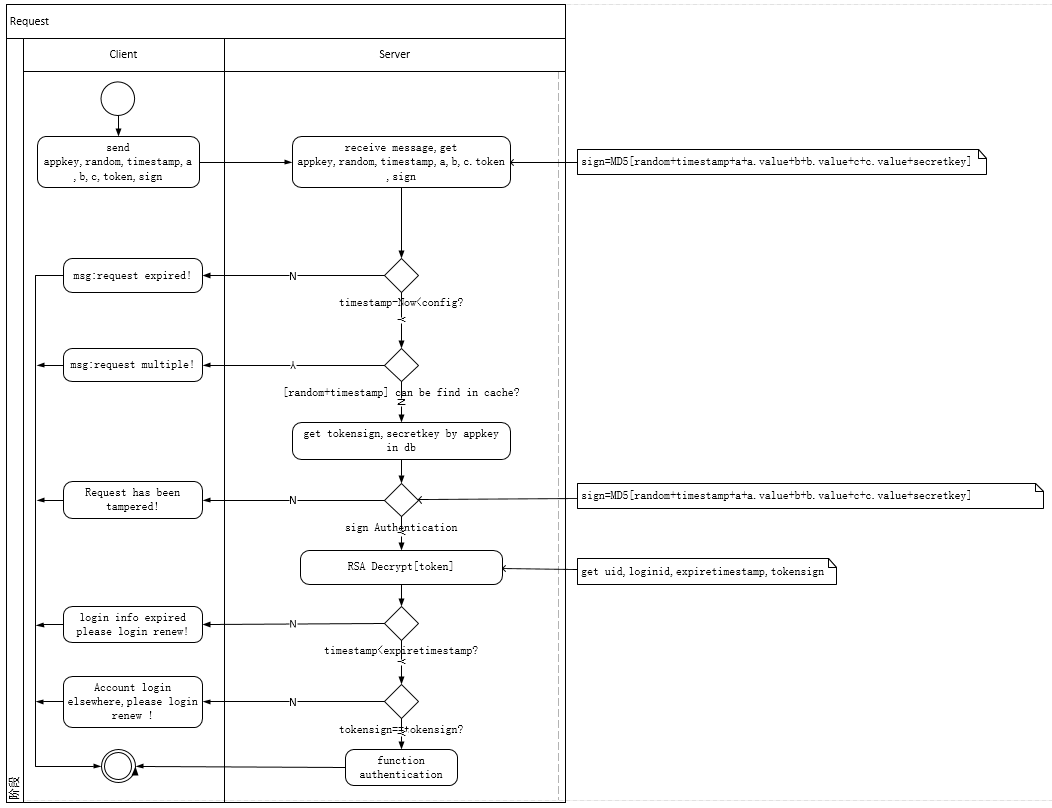 Request
Client
Server
send
appkey,random,timestamp,a
,b,c,token,sign
receive message,get
appkey,random,timestamp,a,b,c.token
,sign
sign=MD5[random+timestamp+a+a.value+b+b.value+c+c.value+secretkey]
msg:request expired!
N
timestamp-Now<config?
Y
msg:request multiple!
Y
[random+timestamp] can be find in cache?
N
get tokensign,secretkey by appkey
in db
Request has been
tampered!
N
sign=MD5[random+timestamp+a+a.value+b+b.value+c+c.value+secretkey]
sign Authentication
Y
RSA Decrypt[token]
get uid,loginid,expiretimestamp,tokensign
login info expired
please login renew!
N
timestamp<expiretimestamp?
Y
Account login
elsewhere,please login
renew !
N
tokensign==tokensign?
Y
function
authentication
阶段